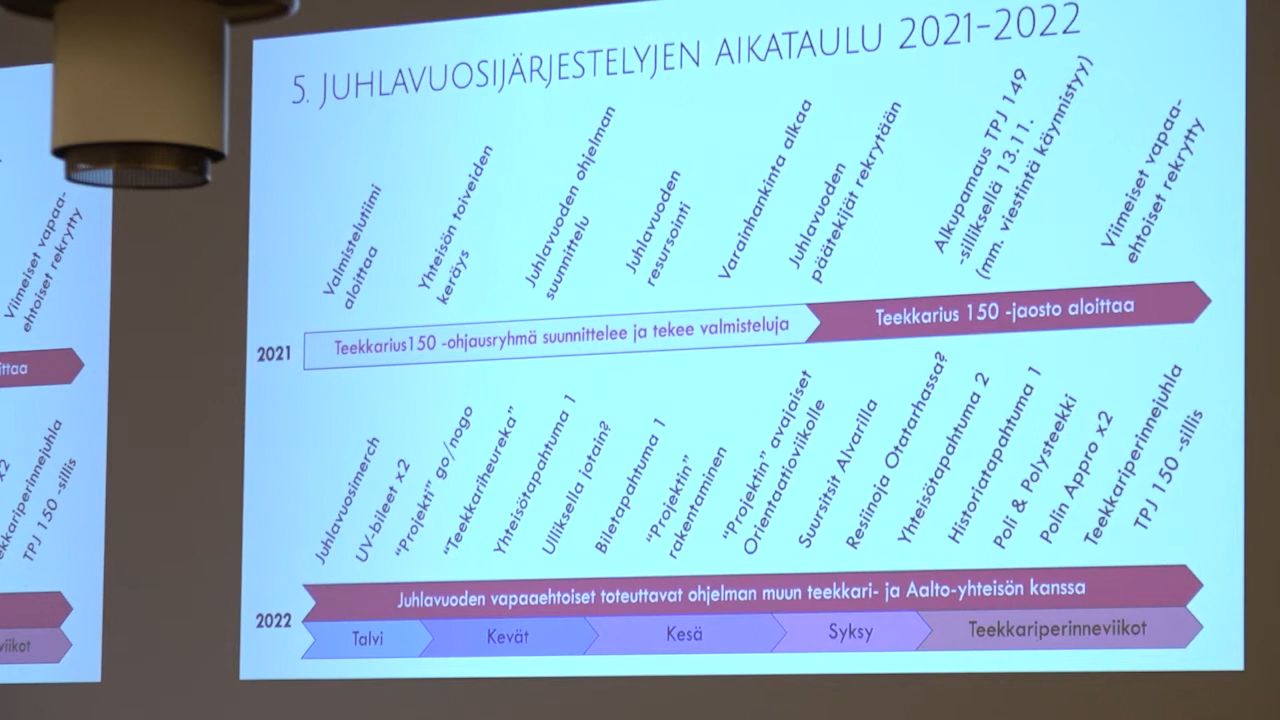 5. JUHLAVUOSIJÄRJESTELYJEN AIKATAULU 2021-2022
Valmistelutiimi
aloittaa
Yhteisön toiveiden
keräys
Juhlavuoden ohjelman
suunnittelu
Juhlavuoden
resursointi
Varainhankinta alkaa
Juhlavuoden
päätekijät rekrytään
Alkupamaus TPJ 149
-silliksellä 13.11.
(mm. viestintä käynnistyy)
Viimeiset vapaa-
ehtoiset rekrytty
2021
Teekkarius150 -ohjausryhmä suunnittelee ja tekee valmisteluja
Teekkarius 150 -jaosto aloittaa
Juhlavuosimerch
UV-bileet x2
"Projekti" go/nogo
"Teekkariheureka"
Yhteisötapahtuma 1
Ulliksella jotain?
Biletapahtuma 1
"Projektin"
rakentaminen
"Projektin" avajaiset
Orientaatioviikolle
Suursitsit Alvarilla
Resiinoja Otatarhassa?
Yhteisötapahtuma 2
Historiatapahtuma 1
Poli & Polysteekki
Polin Appro x2
Teekkariperinnejuhla
TPJ 150 -sillis
2022
Juhlavuoden vapaaehtoiset toteuttavat ohjelman muun teekkari- ja Aalto-yhteisön kanssa
Talvi
Kevät
Kesä
Syksy
Teekkariperinneviikot
Viimeiset vapaa-
ehtoiset rekrytty
ittaa
x2
ekkariperinnejuhla
TPJ 150 -sillis
viikot